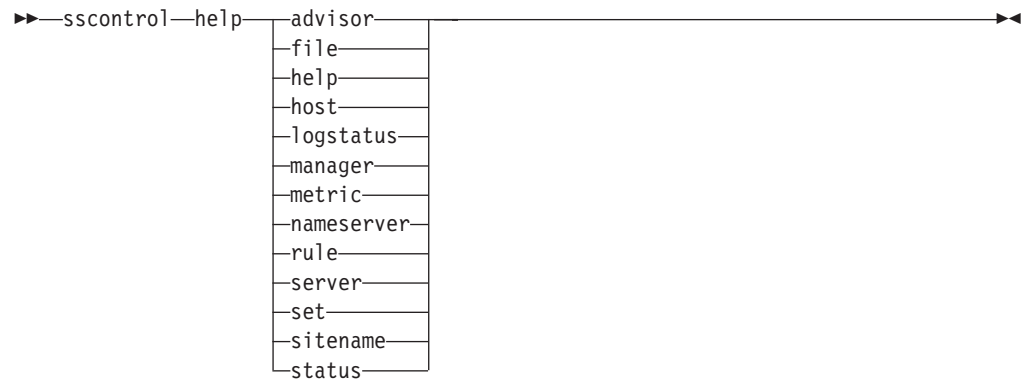 sscontrol help advisor
file
help
host
logstatus
manager
metric
nameserver
rule
server
set
sitename
status